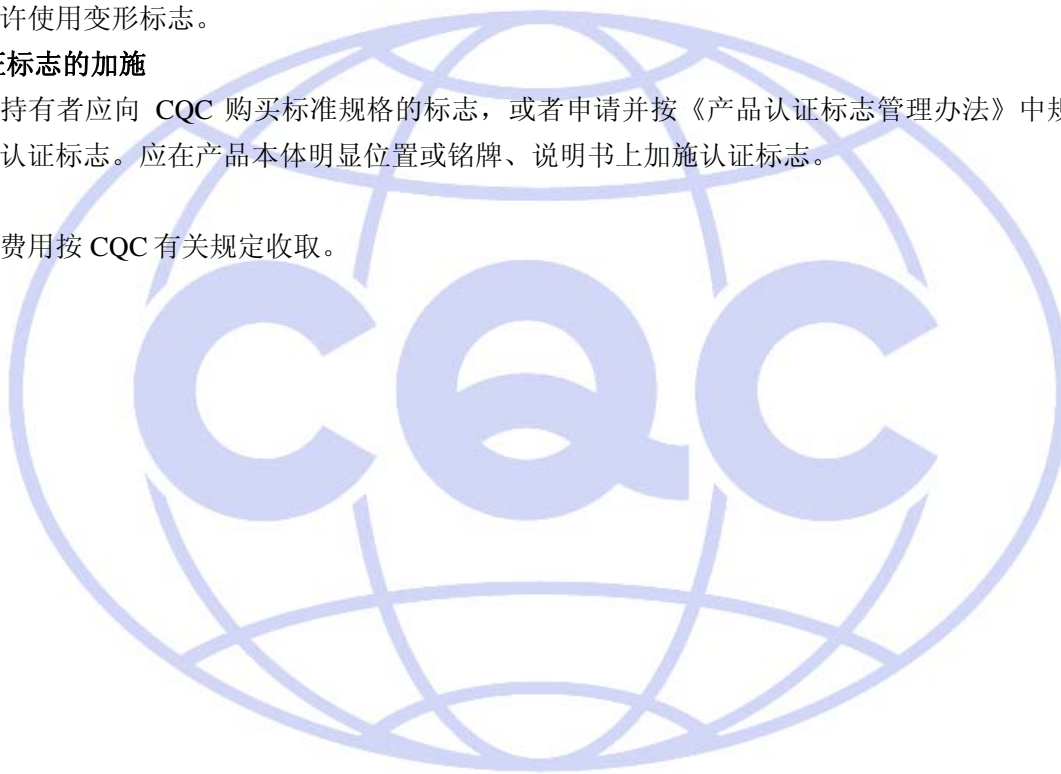 许使用变形标志。
标志的加施
持有者应向 CQC 购买标准规格的标志，或者申请并按《产品认证标志管理办法》中
认证标志。应在产品本体明显位置或铭牌、说明书上加施认证标志。
费用按 CQC 有关规定收取。
CQC